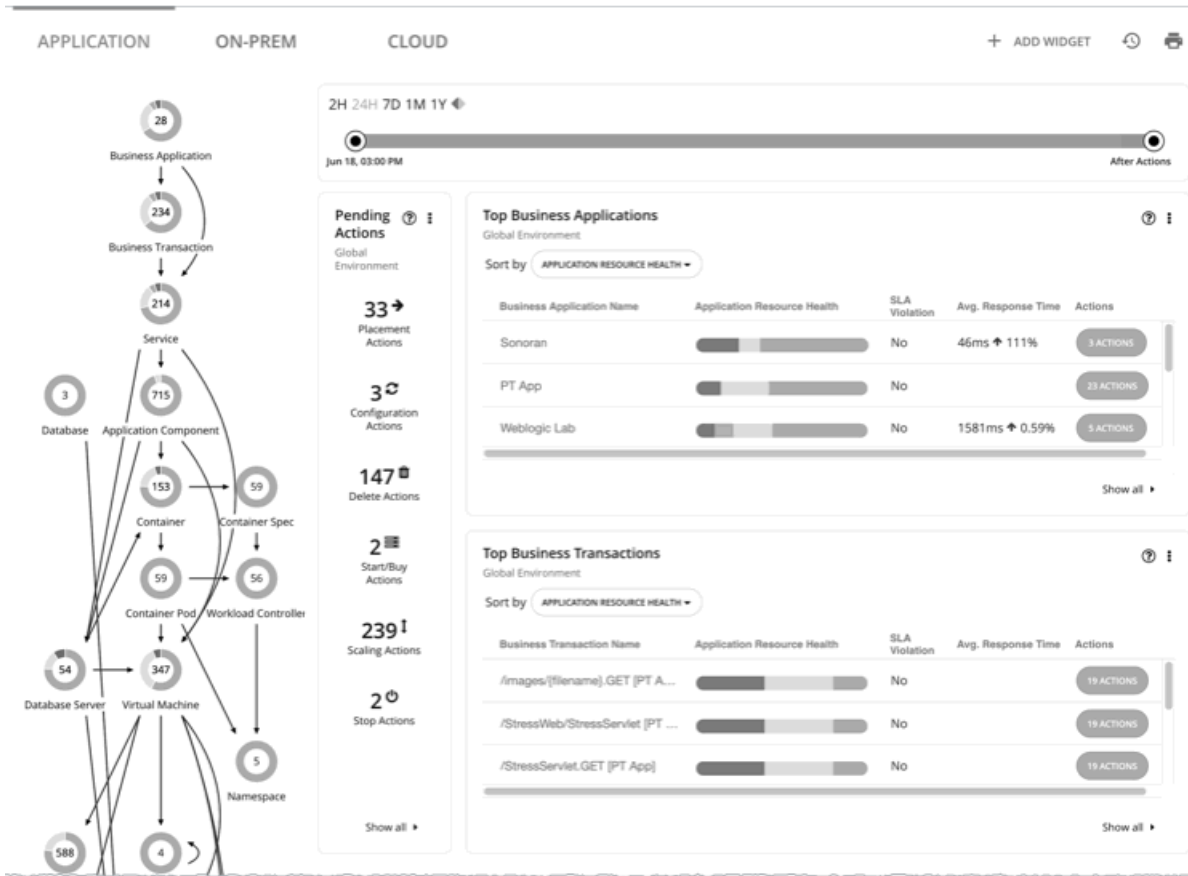 APPLICATION ON-PREM CLOUD
+ ADD WIDGET
28
Business Application
234
Business Transaction
214
Service
3
Database
715
Application Component
153
Container
59
Container Spec
59
Container Pod
56
Workload Controller
54
Database Server
347
Virtual Machine
5
Namespace
588
4
2H 24H 7D 1M 1Y
Jun 18, 03:00 PM
After Actions
Pending
Actions
Global
Environment
33
Placement
Actions
3
Configuration
Actions
147
Delete Actions
2
Start/Buy
Actions
239
Scaling Actions
2
Stop Actions
Show all
Top Business Applications
Global Environment
Sort by APPLICATION RESOURCE HEALTH
Business Application Name Application Resource Health SLA Violation Avg. Response Time Actions
Sonoran No 46ms ↑ 111% 3 ACTIONS
PT App No 23 ACTIONS
Weblogic Lab No 1581ms ↑ 0.59% 5 ACTIONS
Show all
Top Business Transactions
Global Environment
Sort by APPLICATION RESOURCE HEALTH
Business Transaction Name Application Resource Health SLA Violation Avg. Response Time Actions
/images/{filename}.GET [PT A... No 19 ACTIONS
/StressWeb/StressServlet [PT ... No 19 ACTIONS
/StressServlet.GET [PT App] No 19 ACTIONS
Show all